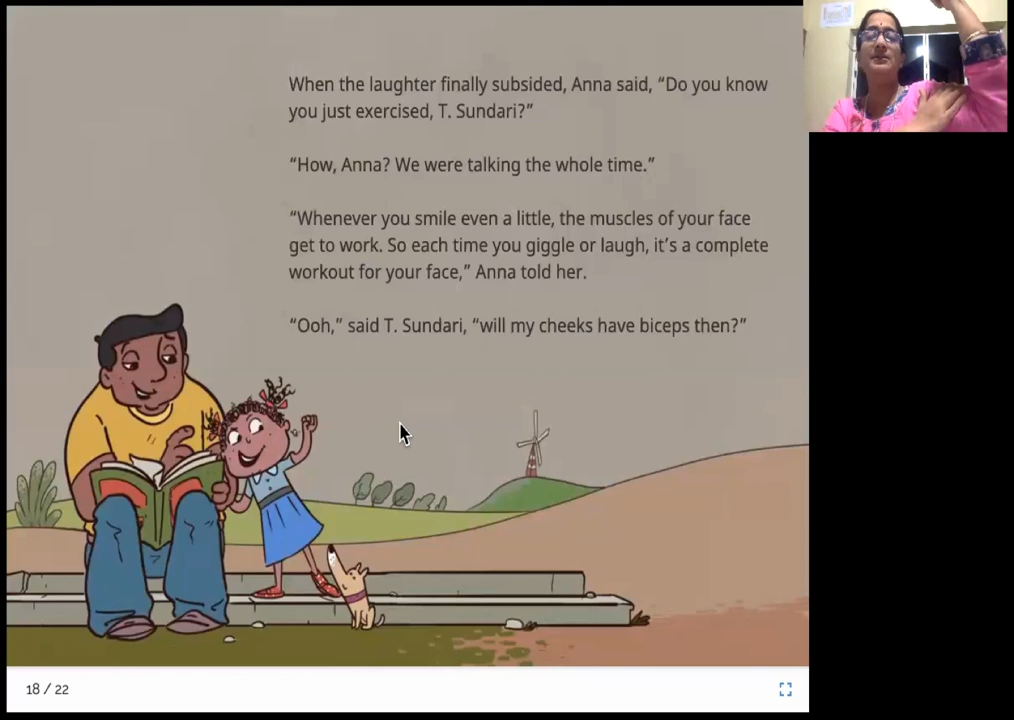 When the laughter finally subsided, Anna said, “Do you know
you just exercised, T. Sundari?”
“How, Anna? We were talking the whole time.”
“Whenever you smile even a little, the muscles of your face
get to work. So each time you giggle or laugh, it’s a complete
workout for your face,” Anna told her.
“Ooh,” said T. Sundari, “will my cheeks have biceps then?”
18 / 22